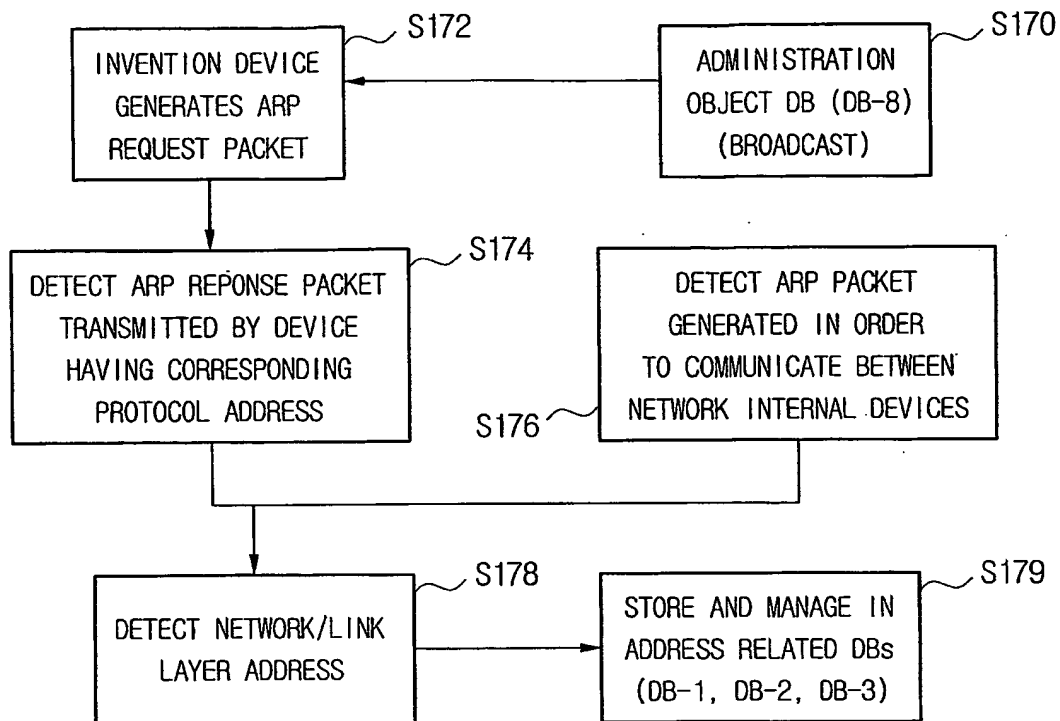 S172
INVENTION DEVICE
GENERATES ARP
REQUEST PACKET
S170
ADMINISTRATION
OBJECT DB (DB-8)
(BROADCAST)
S174
DETECT ARP REPONSE PACKET
TRANSMITTED BY DEVICE
HAVING CORRESPONDING
PROTOCOL ADDRESS
DETECT ARP PACKET
GENERATED IN ORDER
TO COMMUNICATE BETWEEN
NETWORK INTERNAL DEVICES
S176
S178
DETECT NETWORK/LINK
LAYER ADDRESS
S179
STORE AND MANAGE IN
ADDRESS RELATED DBs
(DB-1, DB-2, DB-3)